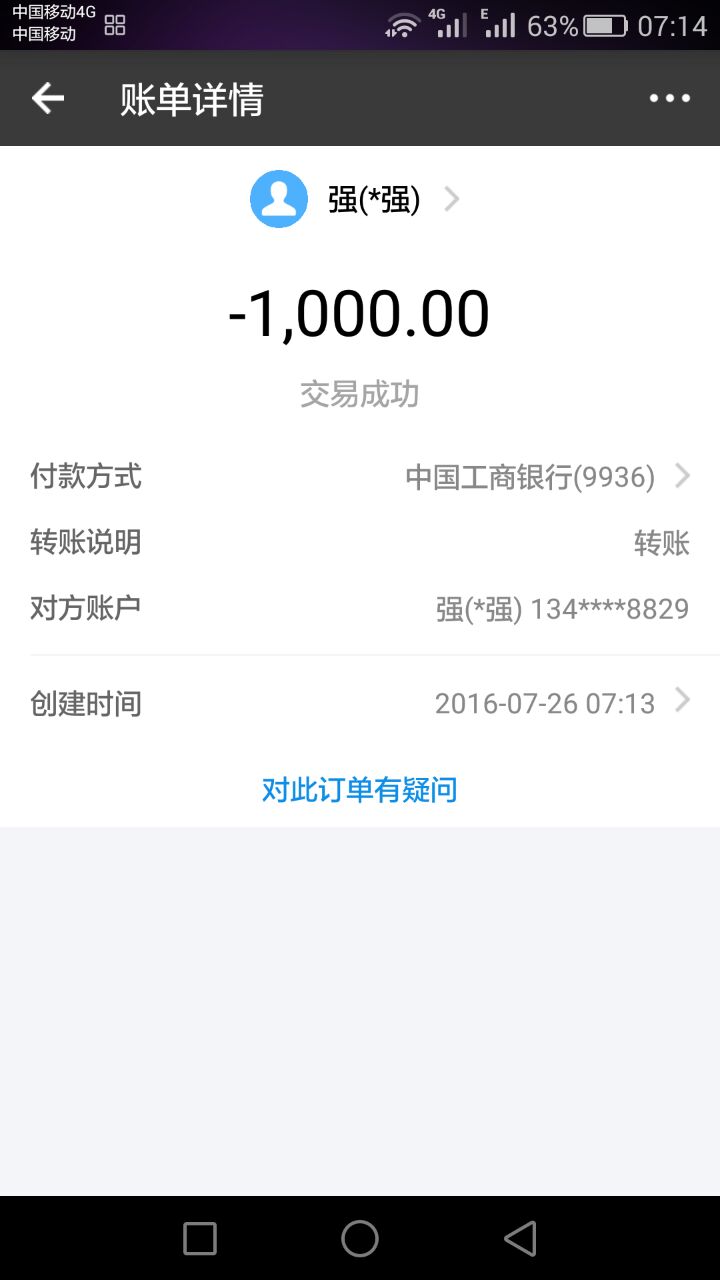 中国移动4G
中国移动
4G E 63% 07:14
账单详情
强(*强)
-1,000.00
交易成功
付款方式 中国工商银行(9936)
转账说明 转账
对方账户 强(*强) 134****8829
创建时间 2016-07-26 07:13
对此订单有疑问